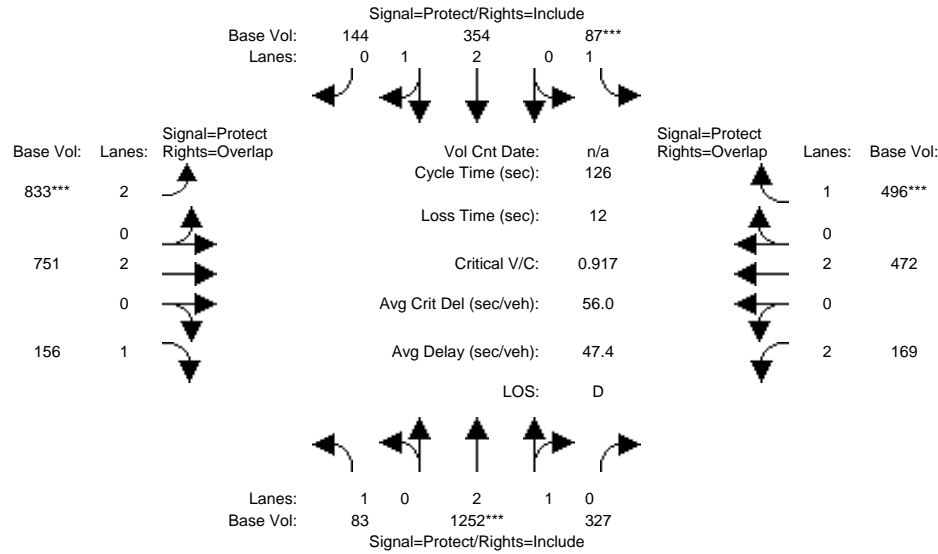 Signal=Protect/Rights=Include
Base Vol: 144 354 87***
Lanes: 0 1 2 0 1
Signal=Protect
Base Vol: Lanes: Rights=Overlap
Vol Cnt Date: n/a
Signal=Protect
Rights=Overlap Lanes: Base Vol:
Cycle Time (sec): 126
833*** 2
1 496***
Loss Time (sec): 12
0
0
751 2
Critical V/C: 0.917
2 472
0
Avg Crit Del (sec/veh): 56.0
0
156 1
Avg Delay (sec/veh): 47.4
2 169
LOS: D
Lanes: 1 0 2 1 0
Base Vol: 83 1252*** 327
Signal=Protect/Rights=Include